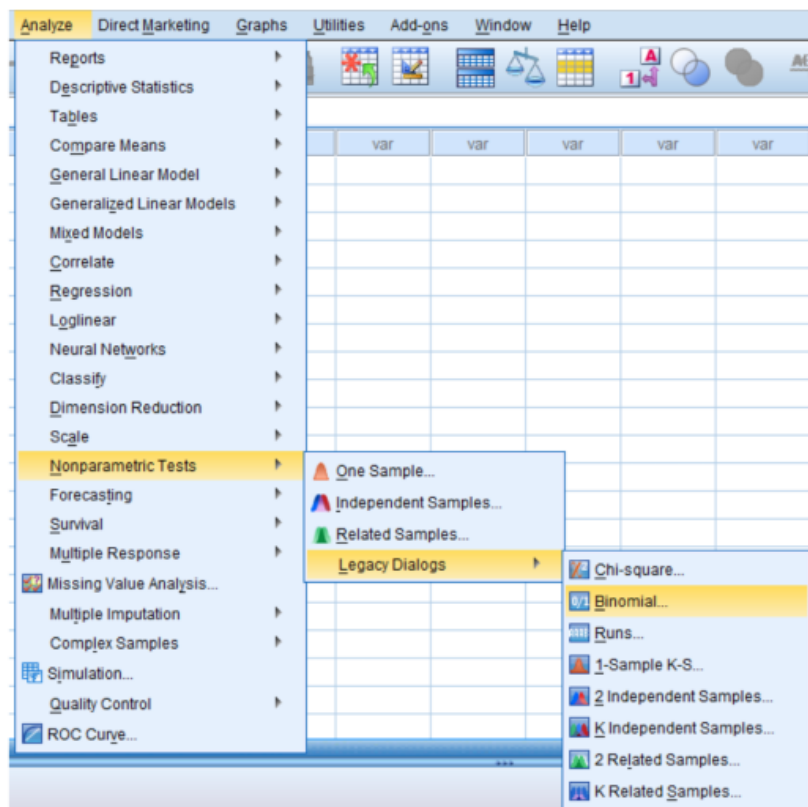 Analyze Direct Marketing Graphs Utilities Add-ons Window Help
Reports
Descriptive Statistics
Tables
Compare Means
General Linear Model
Generalized Linear Models
Mixed Models
Correlate
Regression
Loglinear
Neural Networks
Classify
Dimension Reduction
Scale
Nonparametric Tests
Forecasting
Survival
Multiple Response
Missing Value Analysis...
Multiple Imputation
Complex Samples
Simulation...
Quality Control
ROC Curve...
var var var var var
One Sample...
Independent Samples...
Related Samples...
Legacy Dialogs
Chi-square...
0/1 Binomial...
Runs...
1-Sample K-S...
2 Independent Samples...
K Independent Samples...
2 Related Samples...
K Related Samples...
A
1